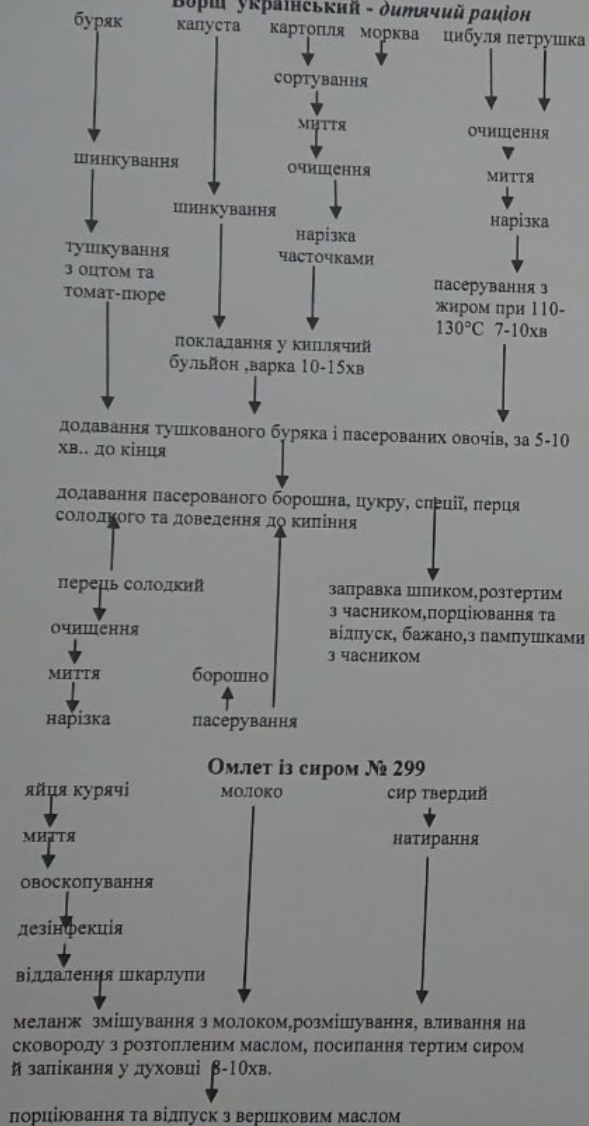 Борщ український - дитячий раціон
буряк капуста картопля морква цибуля петрушка
сортування
миття
очищення
нарізка
часточками
шинкування
тушкування
з оцтом та
томат-пюре
шинкування
очищення
миття
нарізка
пасерування з
жиром при 110-
130°С 7-10хв
покладання у киплячий
бульйон ,варка 10-15хв
додавання тушкованого буряка і пасерованих овочів, за 5-10
хв.. до кінця
додавання пасерованого борошна, цукру, спеції, перця
солодкого та доведення до кипіння
перець солодкий
очищення
миття
нарізка
борошно
пасерування
заправка шпиком,розтертим
з часником,порціювання та
відпуск, бажано,з пампушками
з часником
Омлет із сиром № 299
яйця курячі молоко сир твердий
миття
овоскопування
дезінфекція
віддалення шкарлупи
натирання
меланж змішування з молоком,розмішування, вливання на
сковороду з розтопленим маслом, посипання тертим сиром
й запікання у духовці 8-10хв.
порціювання та відпуск з вершковим маслом